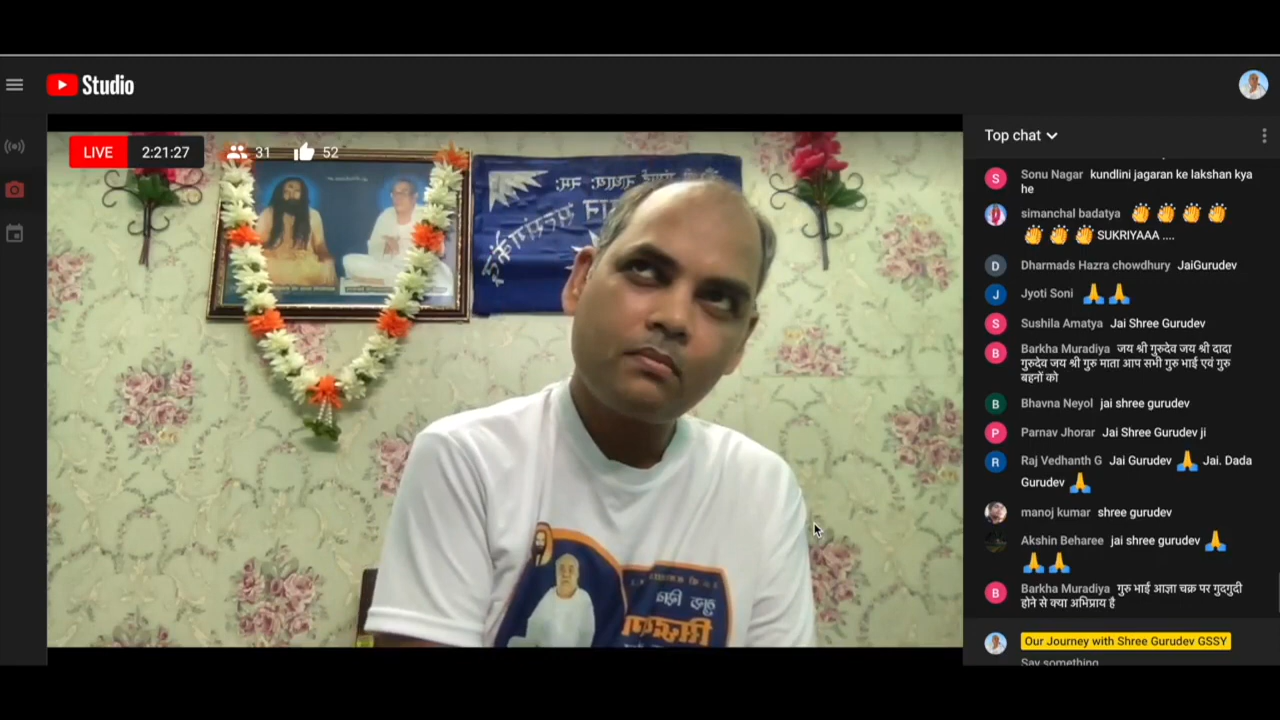 Studio
LIVE 2:21:27 31 52
Top chat
S Sonu Nagar kundlini jagaran ke lakshan kya
he
simanchal badatya 👏 👏 👏 👏
👏 👏 👏 SUKRIYAAA ....
D Dharmads Hazra chowdhury JaiGurudev
J Jyoti Soni 🙏 🙏
S Sushila Amatya Jai Shree Gurudev
B Barkha Muradiya जय श्री गुरुदेव जय श्री दादा
गुरुदेव जय श्री गुरु माता आप सभी गुरु भाई एवं गुरु
बहनों को
B Bhavna Neyol jai shree gurudev
P Parnav Jhorar Jai Shree Gurudev ji
R Raj Vedhanth G Jai Gurudev 🙏 Jai. Dada
Gurudev 🙏
manoj kumar shree gurudev
Akshin Beharee jai shree gurudev 🙏
🙏 🙏
B Barkha Muradiya गुरु भाई आज्ञा चक्र पर गुदगुदी
होने से क्या अभिप्राय है
Our Journey with Shree Gurudev GSSY
Say something